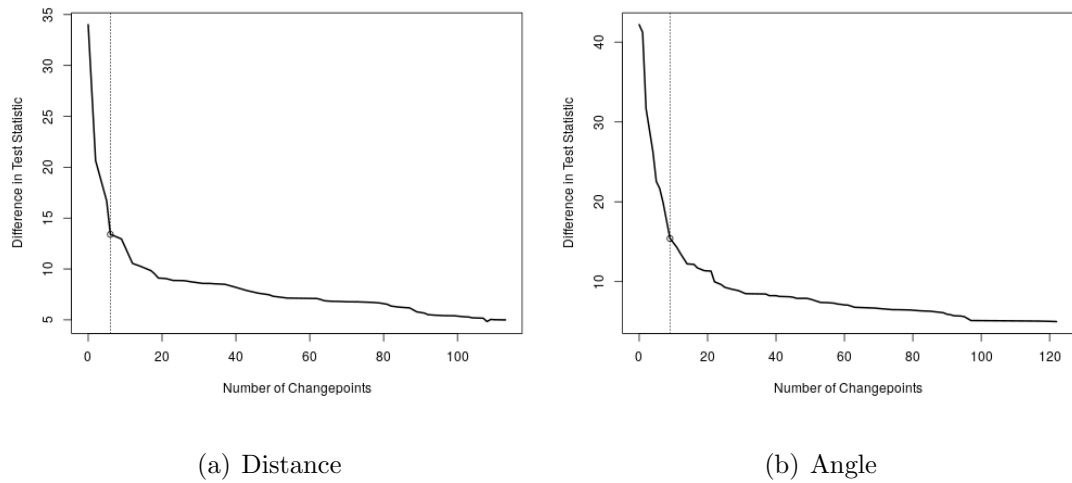 35
30
25
20
15
10
5
Difference in Test Statistic
0 20 40 60 80 100
Number of Changepoints
(a) Distance
40
30
20
10
Difference in Test Statistic
0 20 40 60 80 100 120
Number of Changepoints
(b) Angle